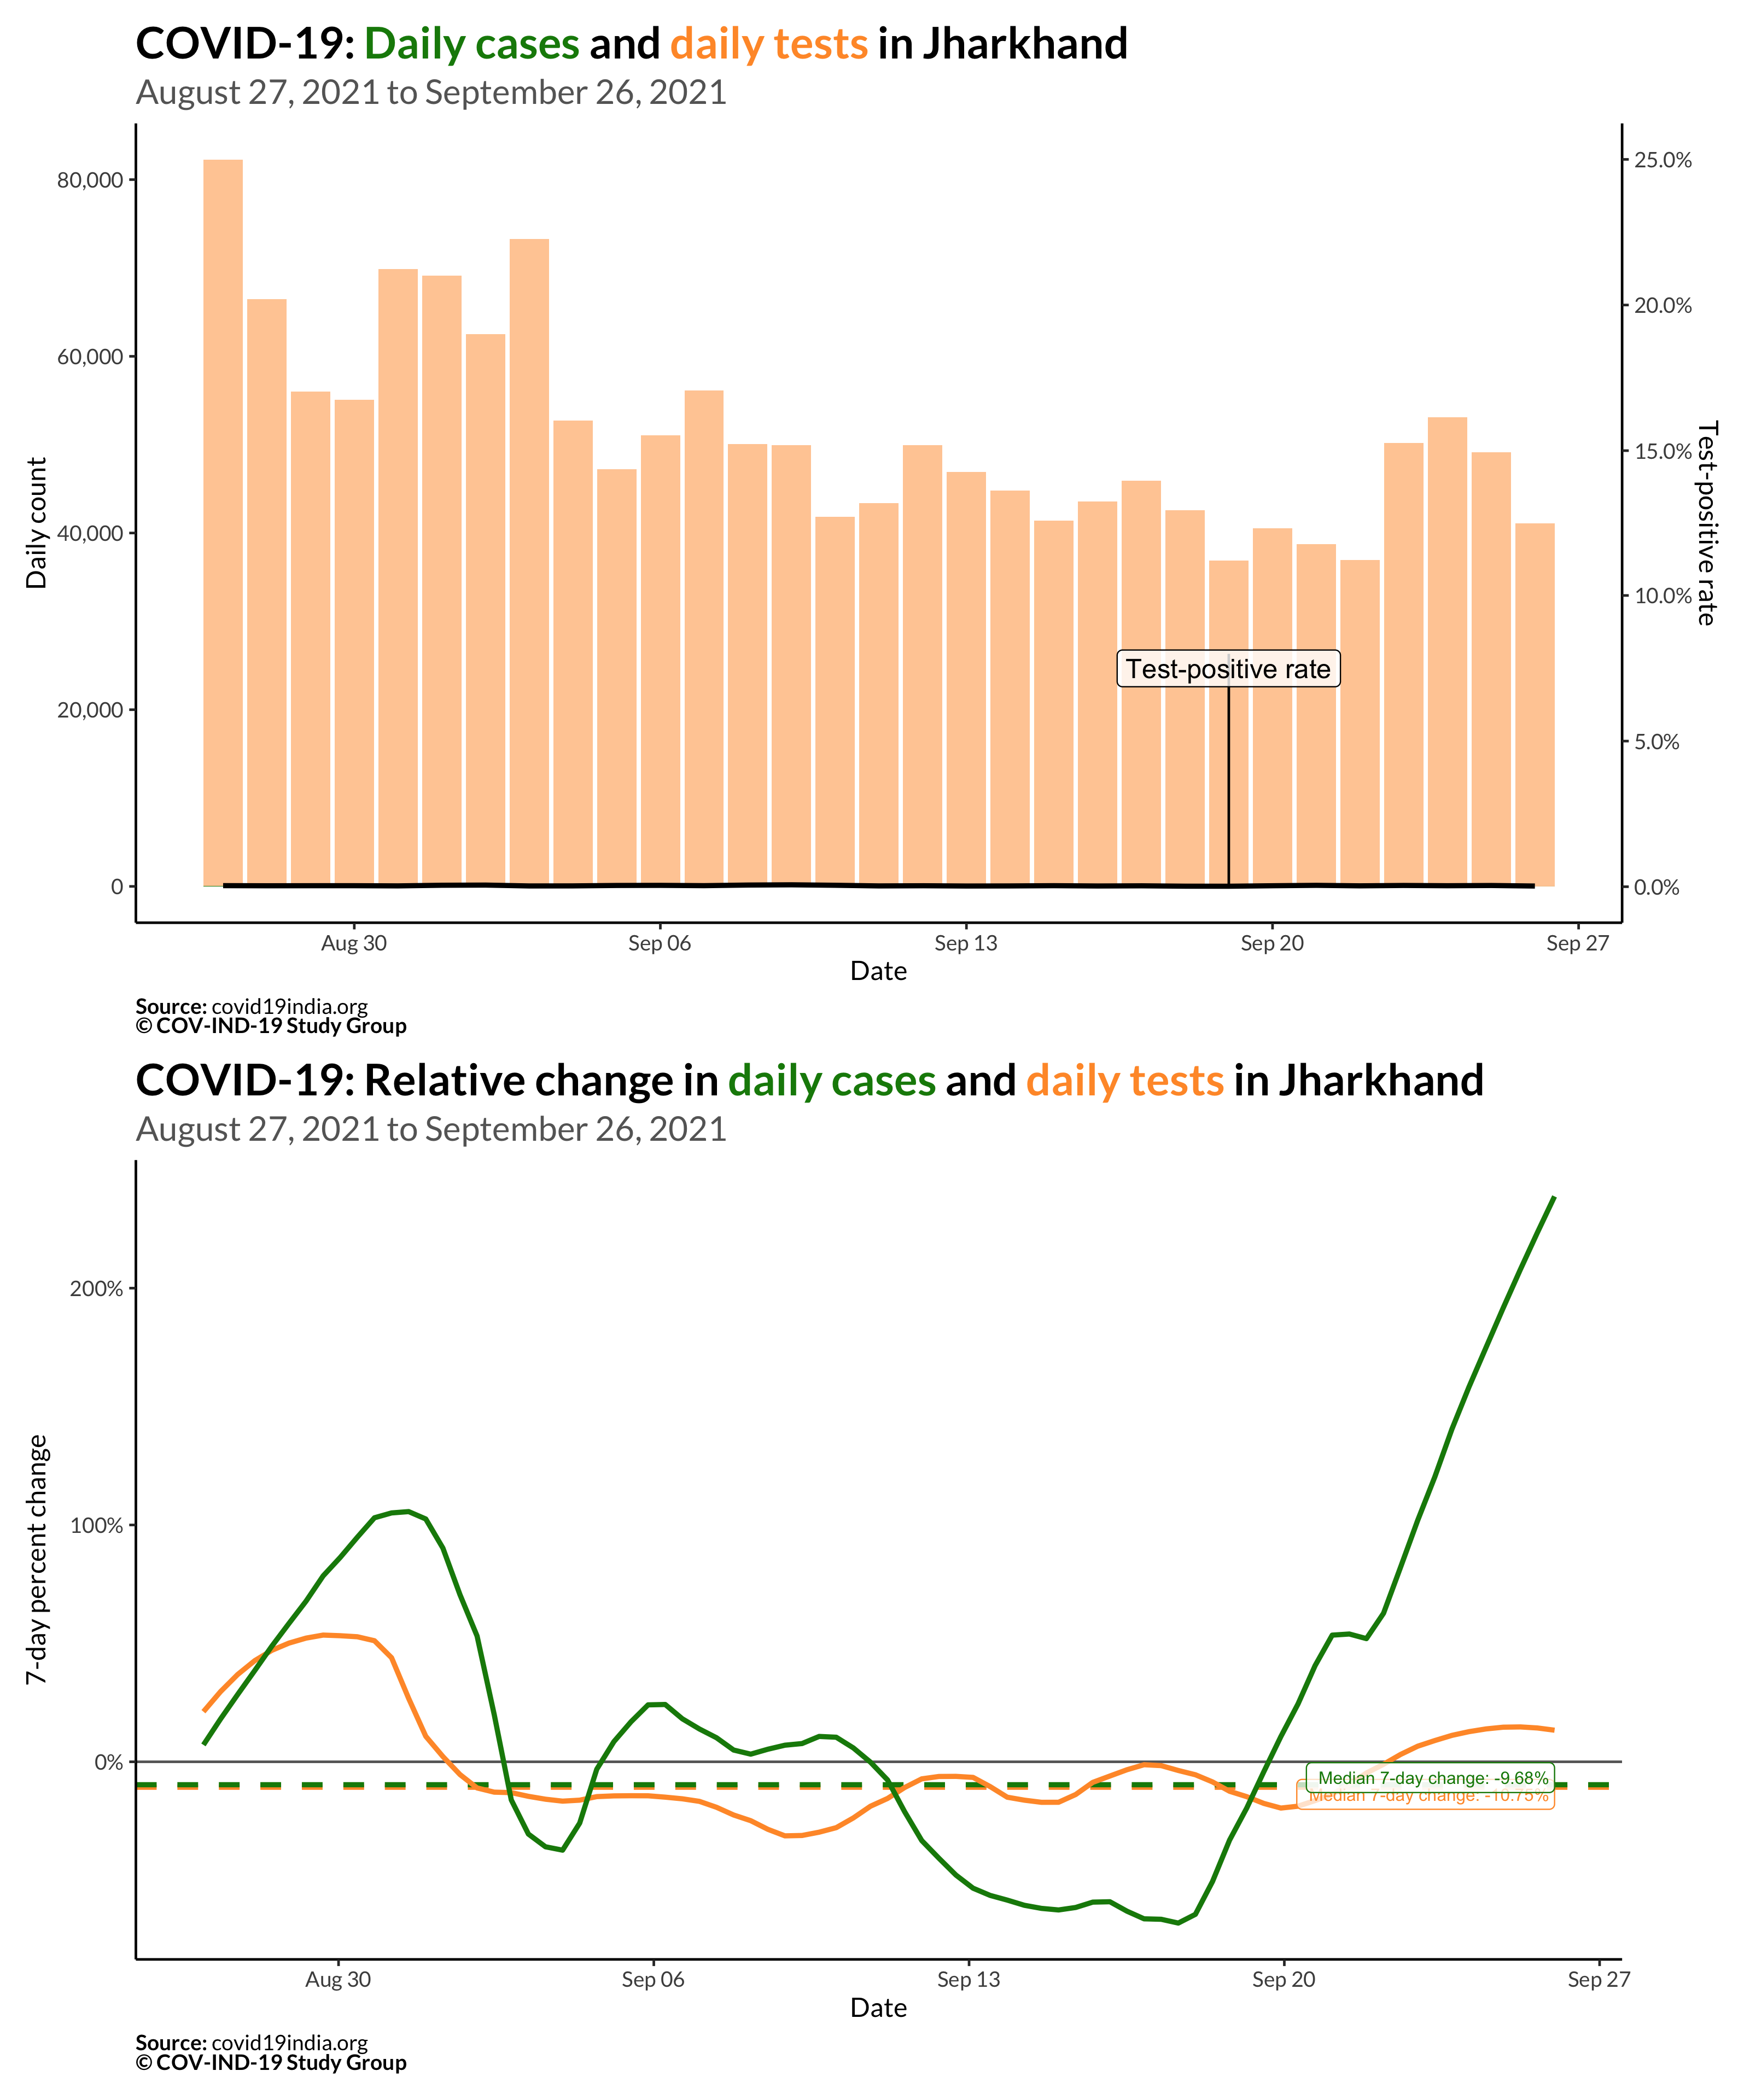 COVID-19: Daily cases and daily tests in Jharkhand
August 27, 2021 to September 26, 2021
Daily count
80,000
60,000
40,000
20,000
0
25.0%
20.0%
15.0%
10.0%
5.0%
0.0%
Test-positive rate
Test-positive rate
Aug 30
Sep 06
Sep 13
Sep 20
Sep 27
Date
Source: covid19india.org
© COV-IND-19 Study Group
COVID-19: Relative change in daily cases and daily tests in Jharkhand
August 27, 2021 to September 26, 2021
7-day percent change
200%
100%
0%
Median 7-day change: -9.68%
Median 7-day change: -10.75%
Aug 30
Sep 06
Sep 13
Sep 20
Sep 27
Date
Source: covid19india.org
© COV-IND-19 Study Group